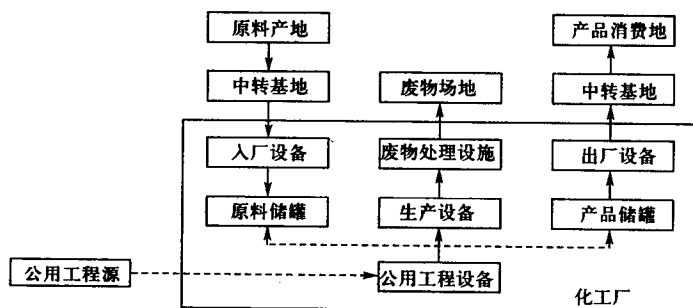 原料产地
产品消费地
中转基地
废物场地
中转基地
入厂设备
废物处理设施
出厂设备
原料储罐
生产设备
产品储罐
公用工程源
公用工程设备
化工厂